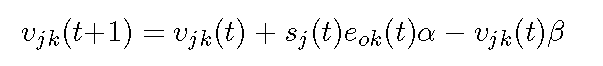 v_{jk}(t+1) = v_{jk}(t) + s_j(t)e_{ok}(t)α − v_{jk}(t)β